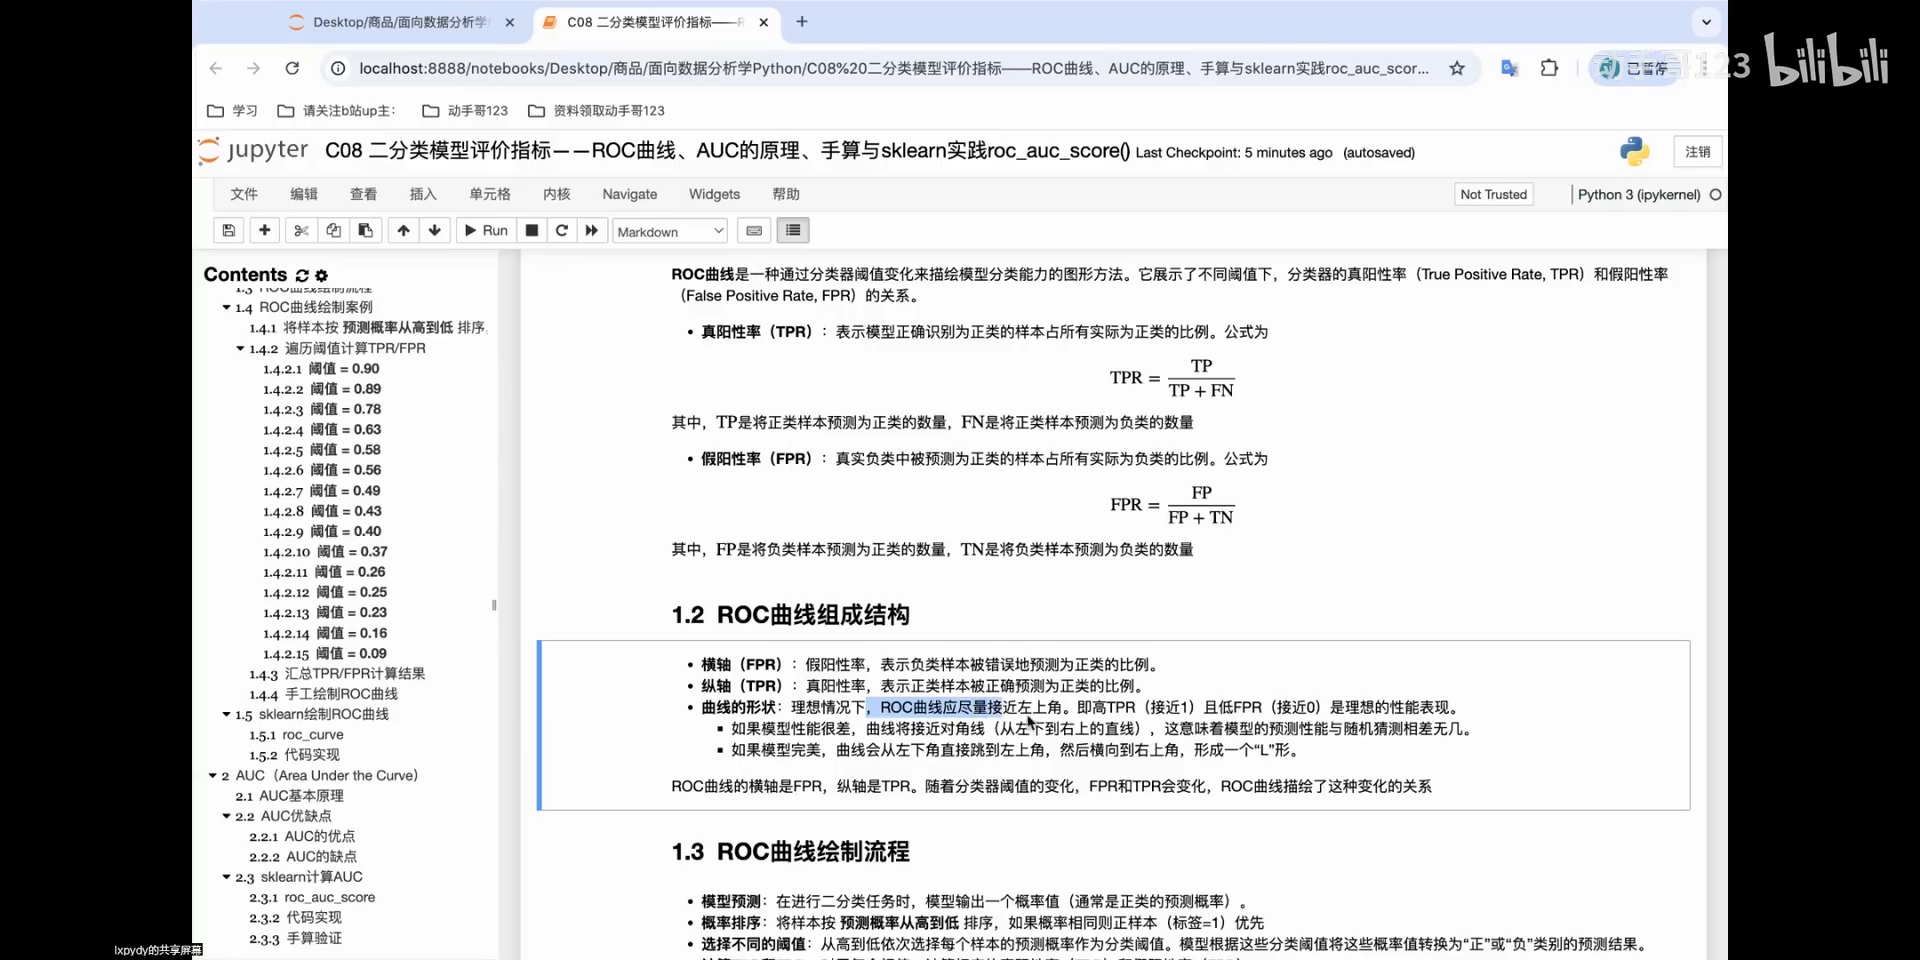 Desktop/商品/面向数据分析学
C08 二分类模型评价指标——R
localhost:8888/notebooks/Desktop/商品/面向数据分析学Python/C08%20二分类模型评价指标——ROC曲线、AUC的原理、手算与sklearn实践roc_auc_scor...
已暂停
123
bilibili
学习
请关注b站up主：
动手哥123
资料领取动手哥123
jupyter
C08 二分类模型评价指标——ROC曲线、AUC的原理、手算与sklearn实践roc_auc_score() Last Checkpoint: 5 minutes ago (autosaved)
注销
文件 编辑 查看 插入 单元格 内核 Navigate Widgets 帮助
Not Trusted
Python 3 (ipykernel)
Run
Markdown
Contents
1.3 ROC曲线绘制流程
1.4 ROC曲线绘制案例
1.4.1 将样本按 预测概率从高到低 排序,
1.4.2 遍历阈值计算TPR/FPR
1.4.2.1 阈值 = 0.90
1.4.2.2 阈值 = 0.89
1.4.2.3 阈值 = 0.78
1.4.2.4 阈值 = 0.63
1.4.2.5 阈值 = 0.58
1.4.2.6 阈值 = 0.56
1.4.2.7 阈值 = 0.49
1.4.2.8 阈值 = 0.43
1.4.2.9 阈值 = 0.40
1.4.2.10 阈值 = 0.37
1.4.2.11 阈值 = 0.26
1.4.2.12 阈值 = 0.25
1.4.2.13 阈值 = 0.23
1.4.2.14 阈值 = 0.16
1.4.2.15 阈值 = 0.09
1.4.3 汇总TPR/FPR计算结果
1.4.4 手工绘制ROC曲线
1.5 sklearn绘制ROC曲线
1.5.1 roc_curve
1.5.2 代码实现
2 AUC（Area Under the Curve）
2.1 AUC基本原理
2.2 AUC优缺点
2.2.1 AUC的优点
2.2.2 AUC的缺点
2.3 sklearn计算AUC
2.3.1 roc_auc_score
2.3.2 代码实现
2.3.3 手算验证
lxpydy的共享屏幕
ROC曲线是一种通过分类器阈值变化来描绘模型分类能力的图形方法。它展示了不同阈值下，分类器的真阳性率（True Positive Rate, TPR）和假阳性率
（False Positive Rate, FPR）的关系。
• 真阳性率（TPR）：表示模型正确识别为正类的样本占所有实际为正类的比例。公式为
TPR = TP / (TP + FN)
其中，TP是将正类样本预测为正类的数量，FN是将正类样本预测为负类的数量
• 假阳性率（FPR）：真实负类中被预测为正类的样本占所有实际为负类的比例。公式为
FPR = FP / (FP + TN)
其中，FP是将负类样本预测为正类的数量，TN是将负类样本预测为负类的数量
1.2 ROC曲线组成结构
• 横轴（FPR）：假阳性率，表示负类样本被错误地预测为正类的比例。
• 纵轴（TPR）：真阳性率，表示正类样本被正确预测为正类的比例。
• 曲线的形状：理想情况下，ROC曲线应尽量接近左上角。即高TPR（接近1）且低FPR（接近0）是理想的性能表现。
▪ 如果模型性能很差，曲线将接近对角线（从左下到右上的直线），这意味着模型的预测性能与随机猜测相差无几。
▪ 如果模型完美，曲线会从左下角直接跳到左上角，然后横向到右上角，形成一个“L”形。
ROC曲线的横轴是FPR，纵轴是TPR。随着分类器阈值的变化，FPR和TPR会变化，ROC曲线描绘了这种变化的关系
1.3 ROC曲线绘制流程
• 模型预测：在进行二分类任务时，模型输出一个概率值（通常是正类的预测概率）。
• 概率排序：将样本按 预测概率从高到低 排序，如果概率相同则正样本（标签=1）优先
• 选择不同的阈值：从高到低依次选择每个样本的预测概率作为分类阈值。模型根据这些分类阈值将这些概率值转换为“正”或“负”类别的预测结果。